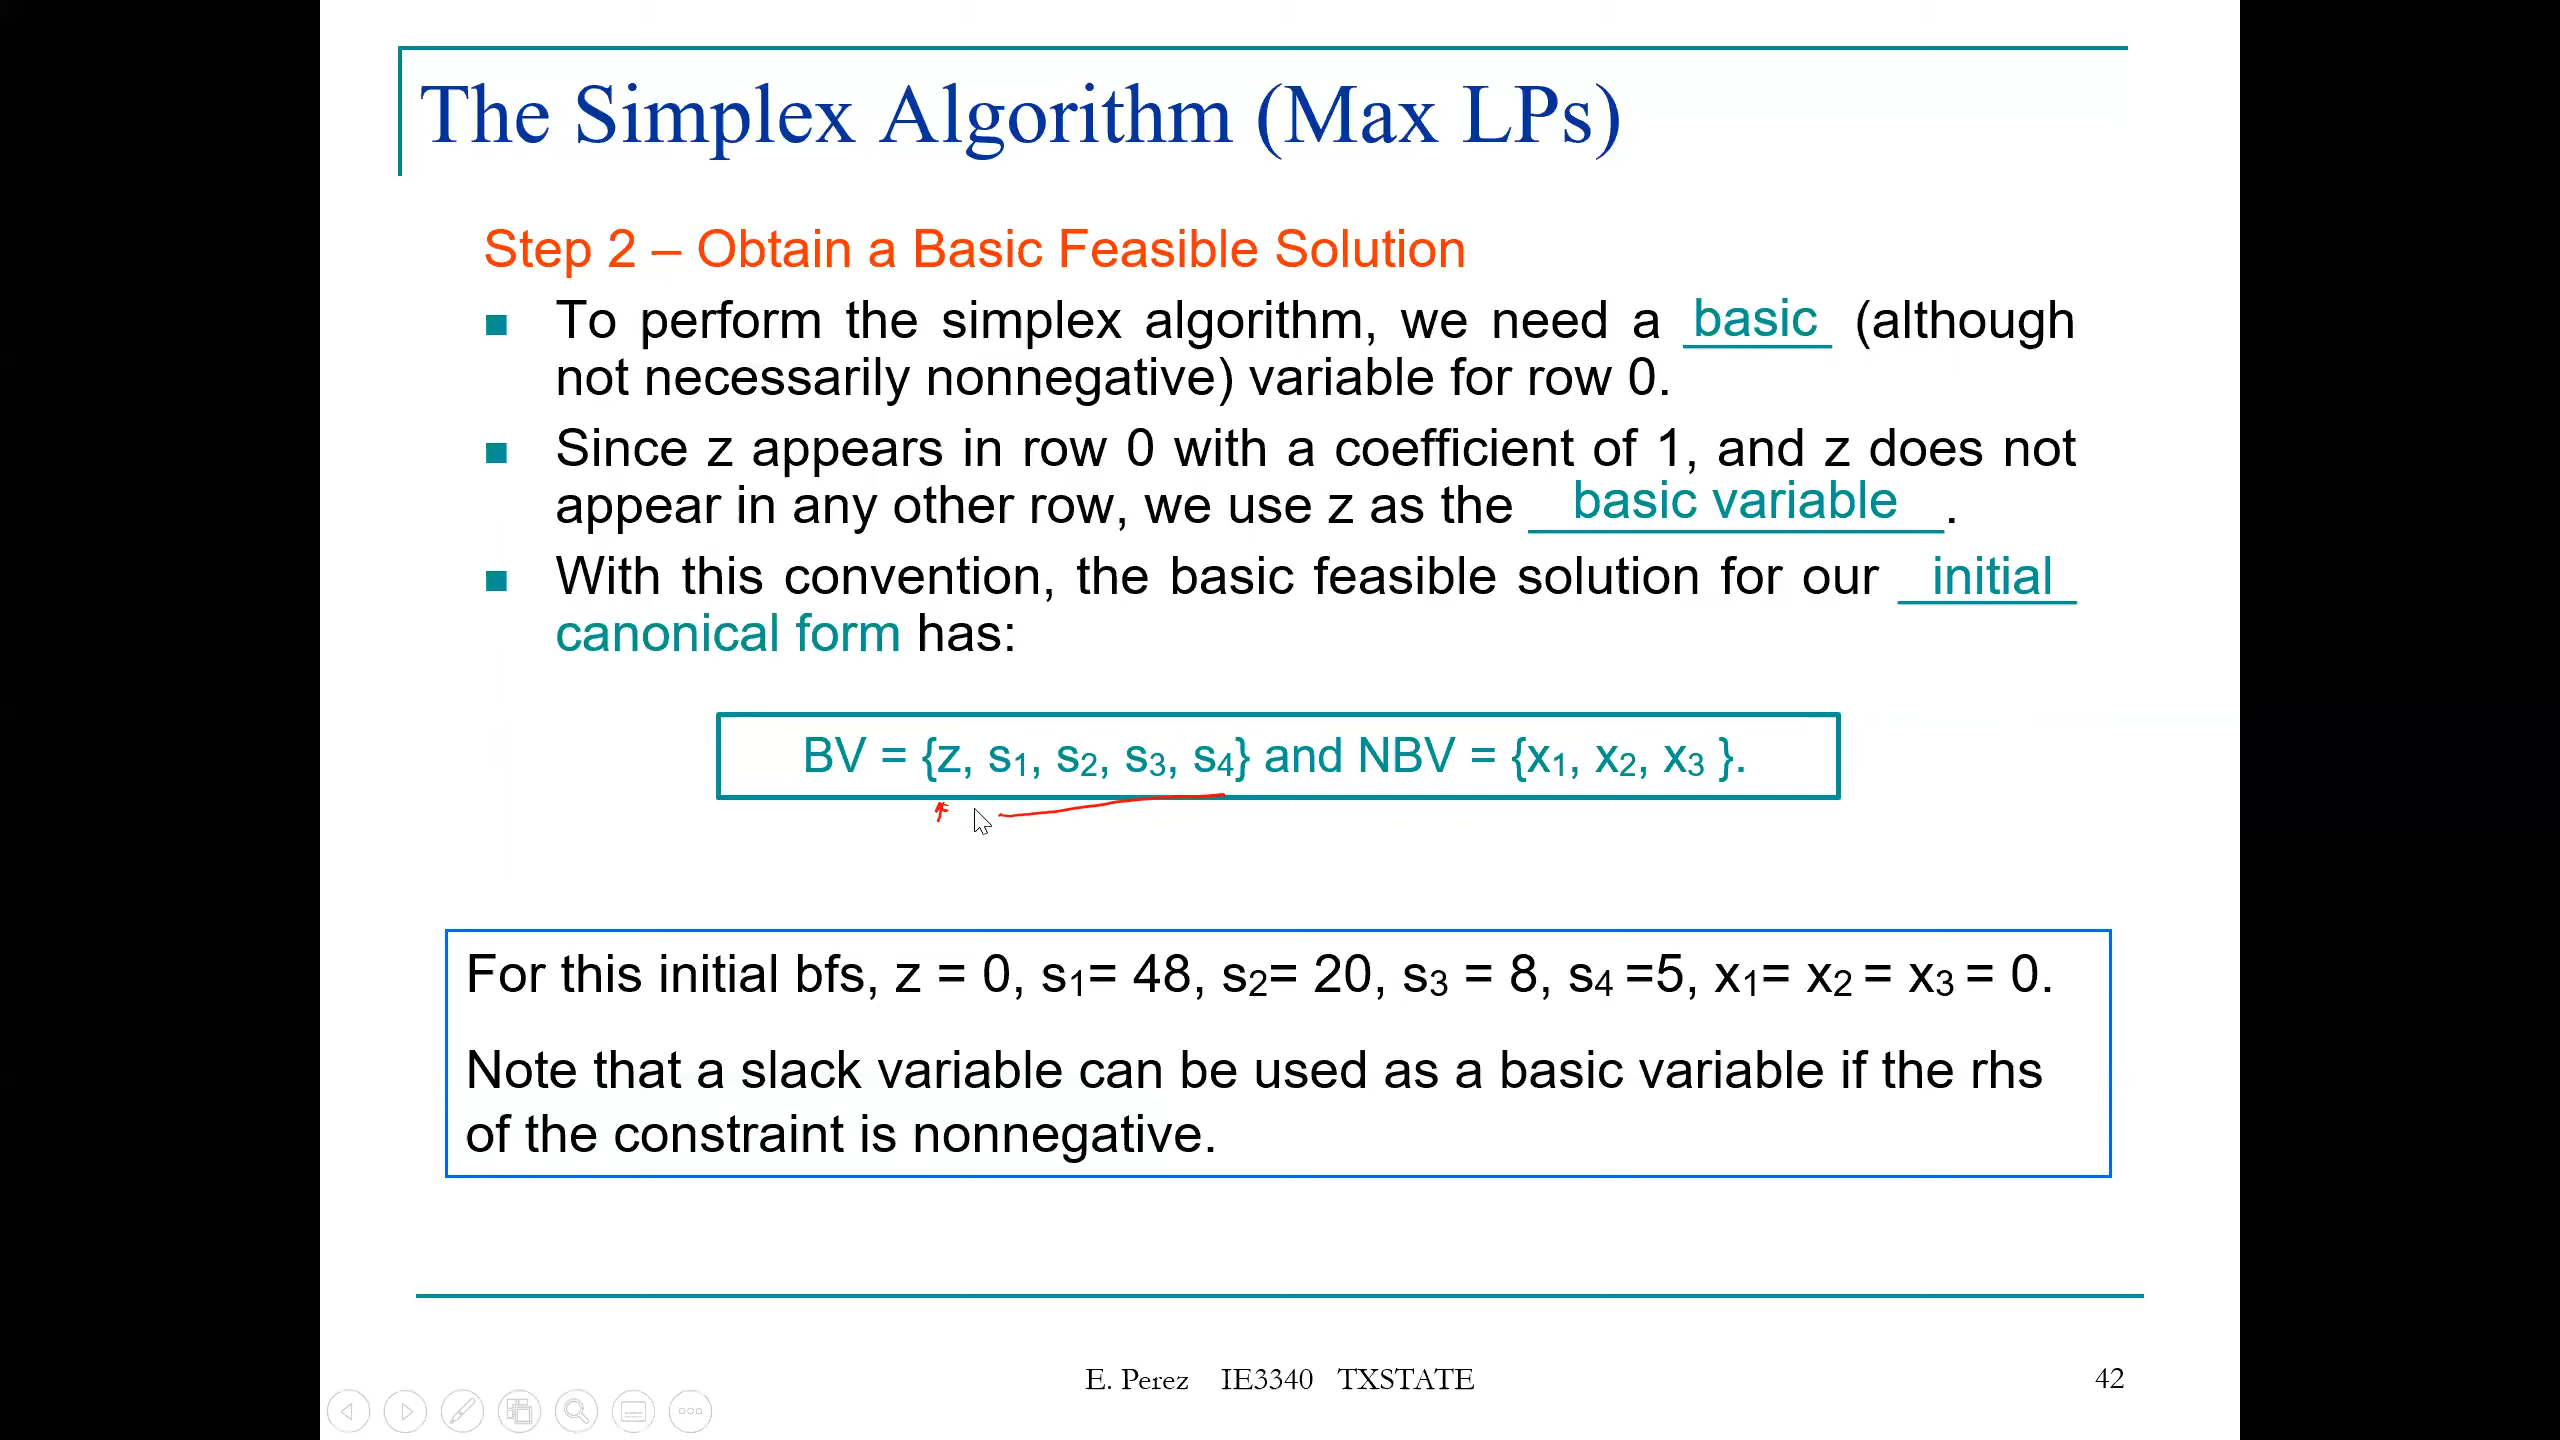 The Simplex Algorithm (Max LPs)
Step 2 – Obtain a Basic Feasible Solution
To perform the simplex algorithm, we need a basic (although
not necessarily nonnegative) variable for row 0.
Since z appears in row 0 with a coefficient of 1, and z does not
appear in any other row, we use z as the basic variable.
With this convention, the basic feasible solution for our initial
canonical form has:
BV = {z, s₁, s₂, s₃, s₄} and NBV = {x₁, x₂, x₃ }.
For this initial bfs, z = 0, s₁= 48, s₂= 20, s₃ = 8, s₄ =5, x₁= x₂ = x₃ = 0.
Note that a slack variable can be used as a basic variable if the rhs
of the constraint is nonnegative.
E. Perez IE3340 TXSTATE
42